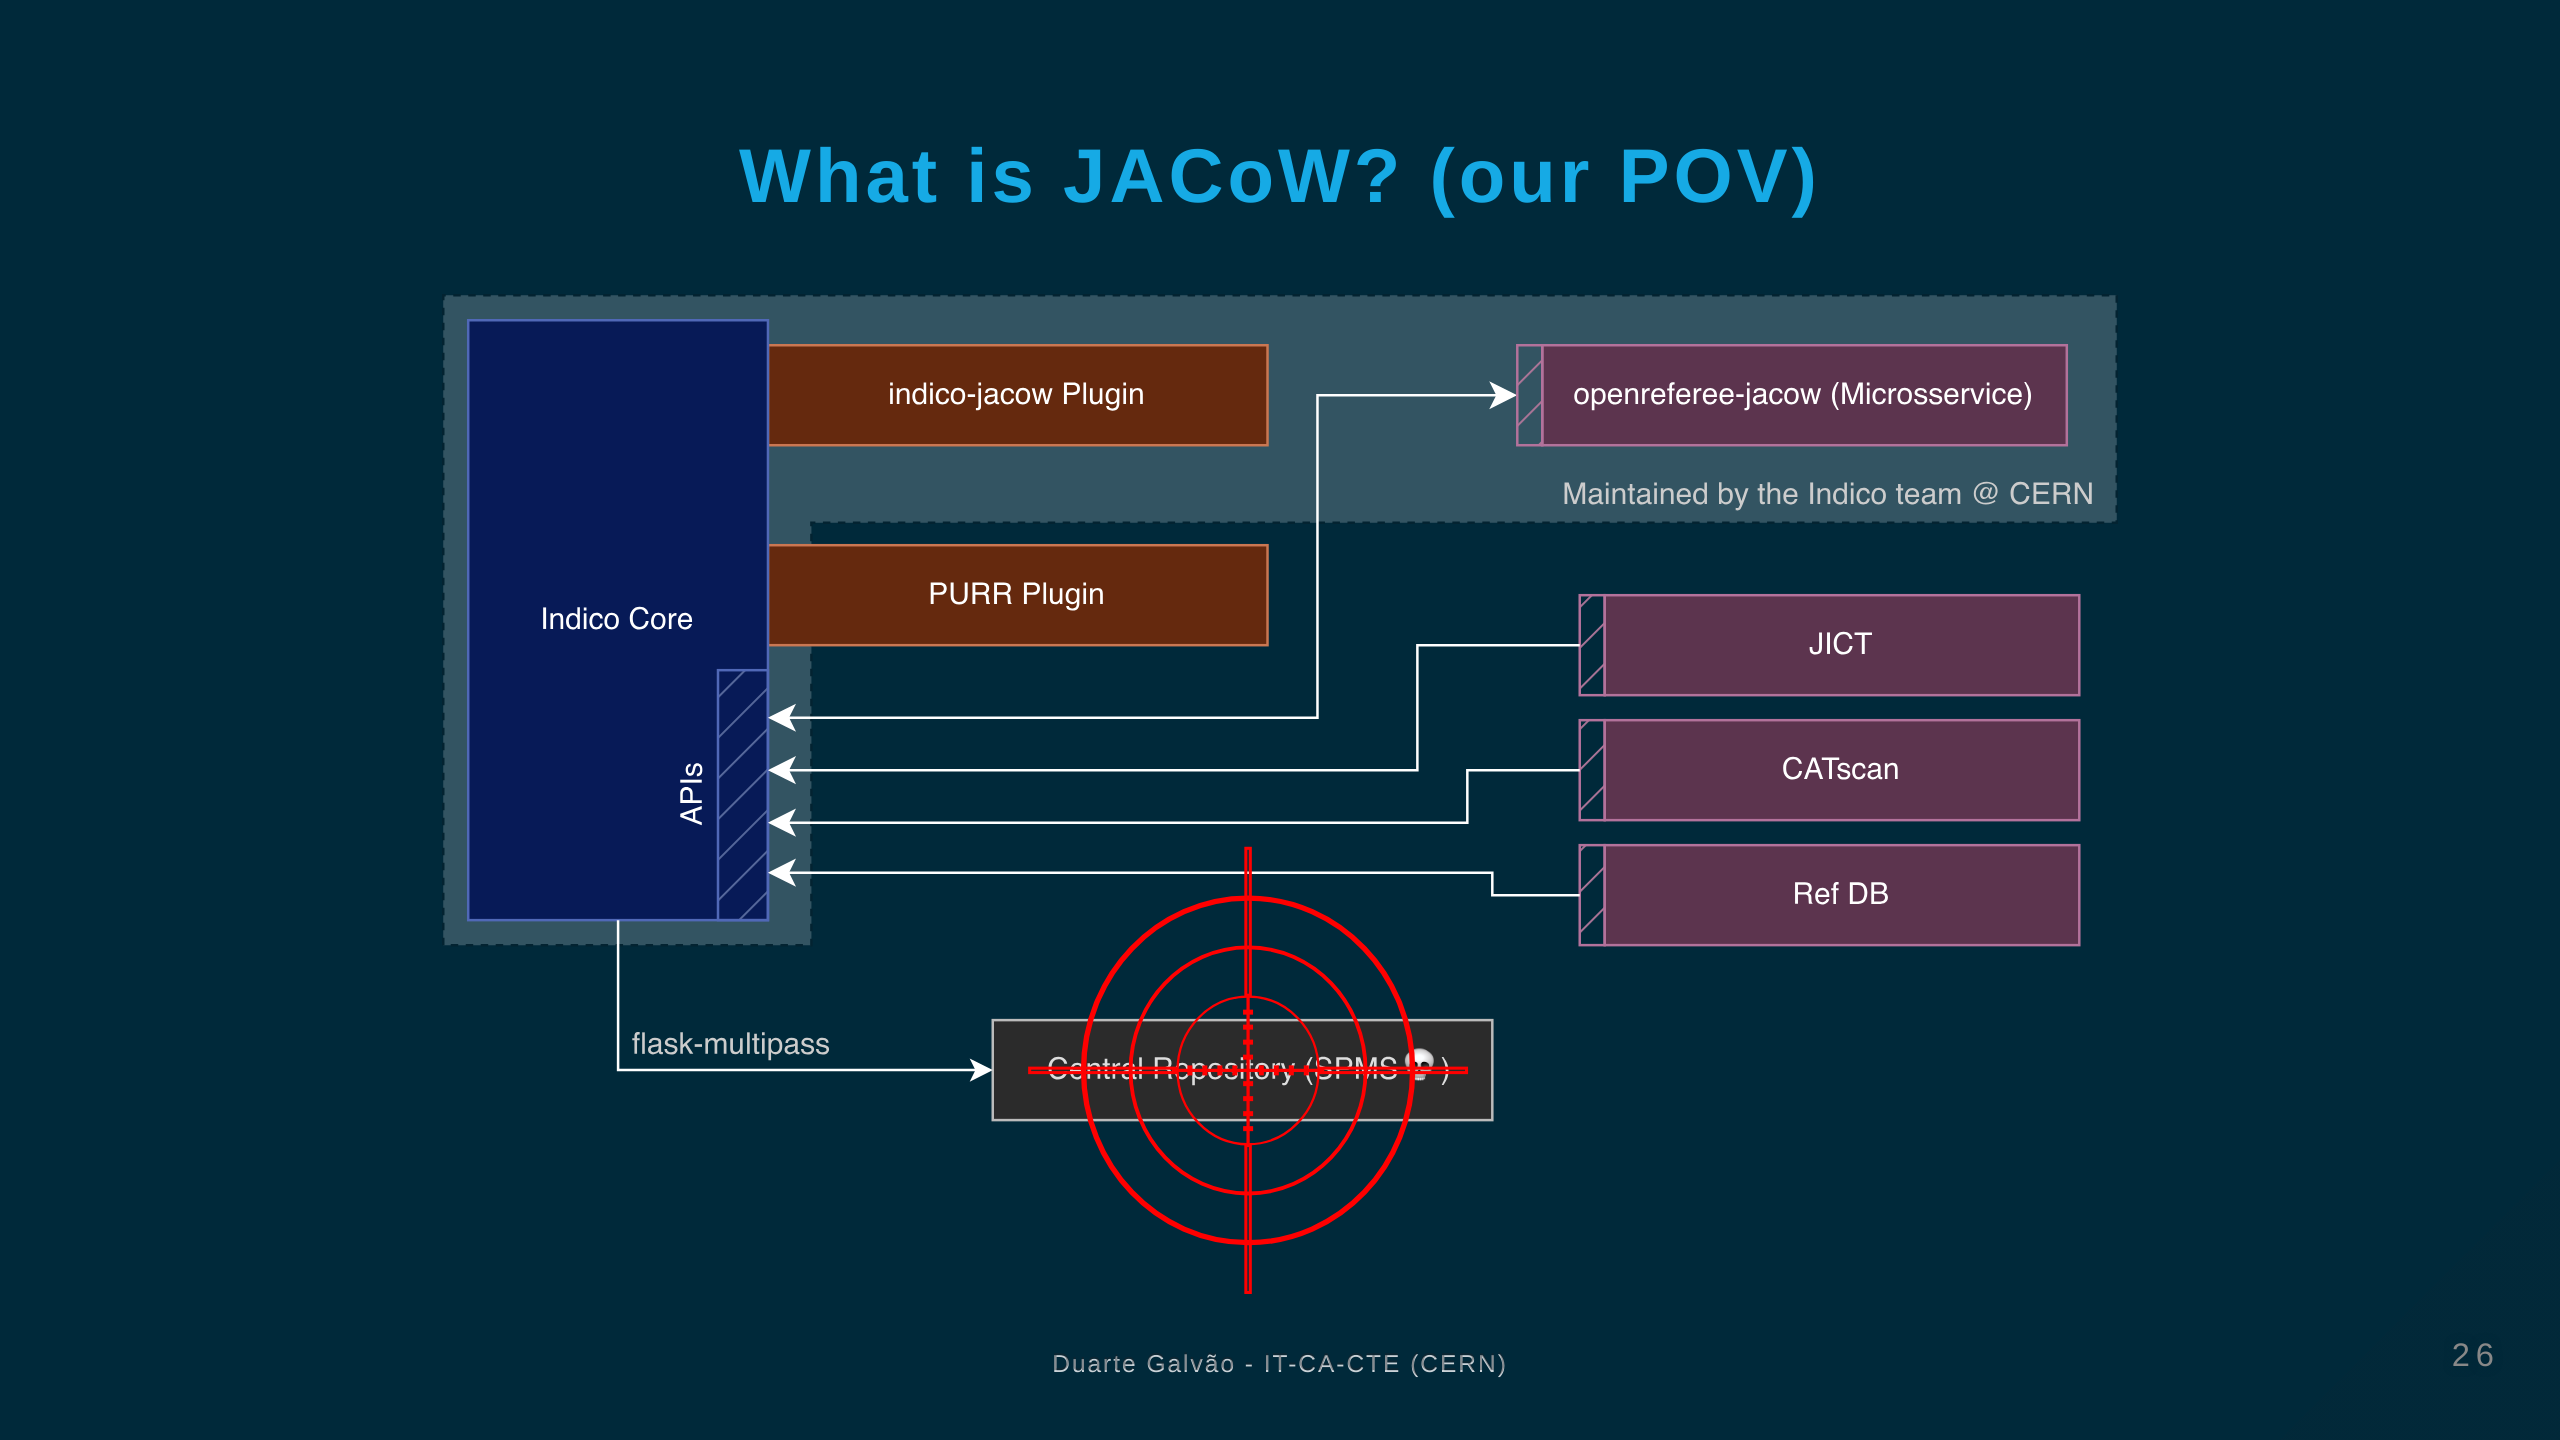 What is JACoW? (our POV)
indico-jacow Plugin
openreferee-jacow (Microsservice)
Maintained by the Indico team @ CERN
PURR Plugin
Indico Core
JICT
APIs
CATscan
Ref DB
flask-multipass
Central Repository (SPMS💀)
Duarte Galvão - IT-CA-CTE (CERN)
26